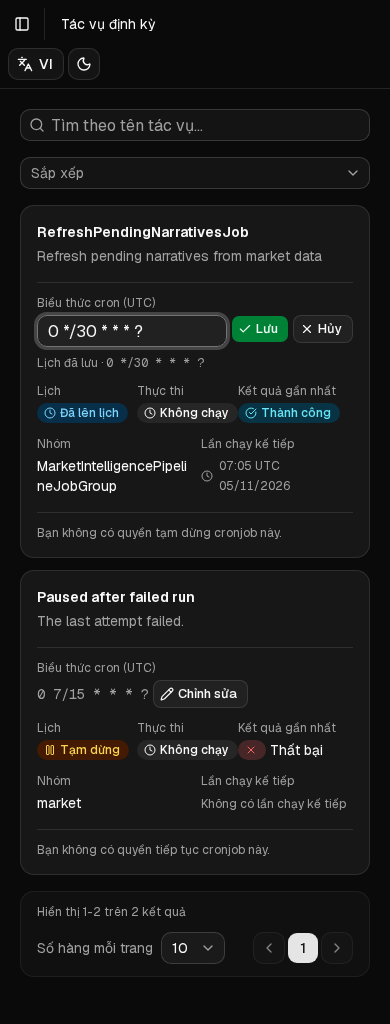 Tác vụ định kỳ
VI
Tìm theo tên tác vụ...
Sắp xếp
RefreshPendingNarrativesJob
Refresh pending narratives from market data
Biểu thức cron (UTC)
0 */30 * * * ?
Lưu
Hủy
Lịch đã lưu · 0 */30 * * * ?
Lịch Thực thi Kết quả gần nhất
Đã lên lịch Không chạy Thành công
Nhóm Lần chạy kế tiếp
MarketIntelligencePipeli
neJobGroup
07:05 UTC
05/11/2026
Bạn không có quyền tạm dừng cronjob này.
Paused after failed run
The last attempt failed.
Biểu thức cron (UTC)
0 7/15 * * * ? Chỉnh sửa
Lịch Thực thi Kết quả gần nhất
Tạm dừng Không chạy Thất bại
Nhóm Lần chạy kế tiếp
market Không có lần chạy kế tiếp
Bạn không có quyền tiếp tục cronjob này.
Hiển thị 1-2 trên 2 kết quả
Số hàng mỗi trang 10 1